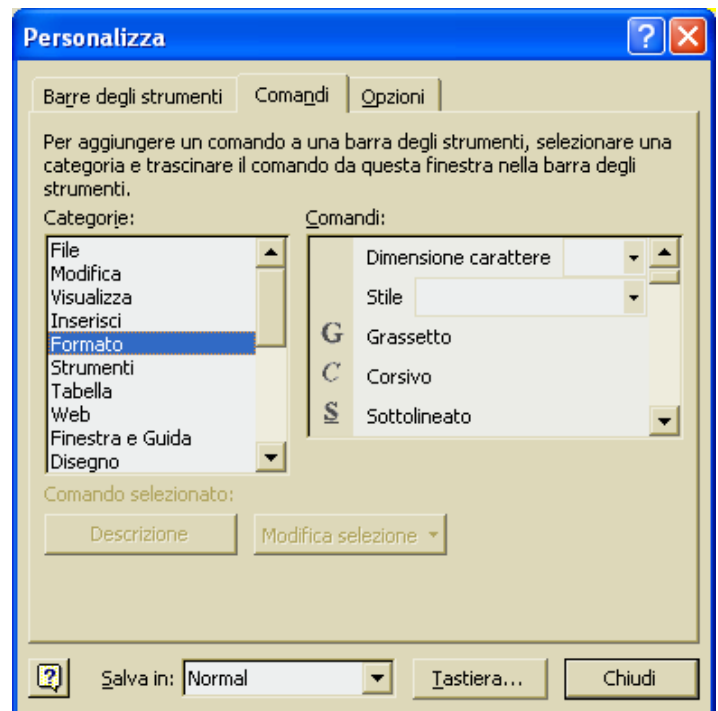 Personalizza
Barre degli strumenti Comandi Opzioni
Per aggiungere un comando a una barra degli strumenti, selezionare una
categoria e trascinare il comando da questa finestra nella barra degli
strumenti.
Categorie: Comandi:
File
Modifica
Visualizza
Inserisci
Formato
Strumenti
Tabella
Web
Finestra e Guida
Disegno
Dimensione carattere
Stile
G Grassetto
C Corsivo
S Sottolineato
Comando selezionato:
Descrizione Modifica selezione
Salva in: Normal Tastiera... Chiudi